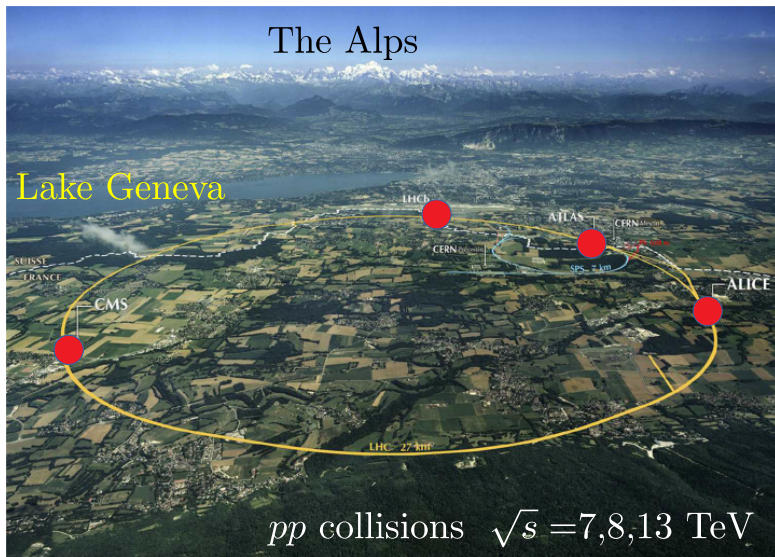 The Alps
Lake Geneva
LHCb
ATLAS
CERN
CERN
SUISSE
FRANCE
SPS 7 km
ALICE
CMS
LHC 27 km
pp collisions √s =7,8,13 TeV